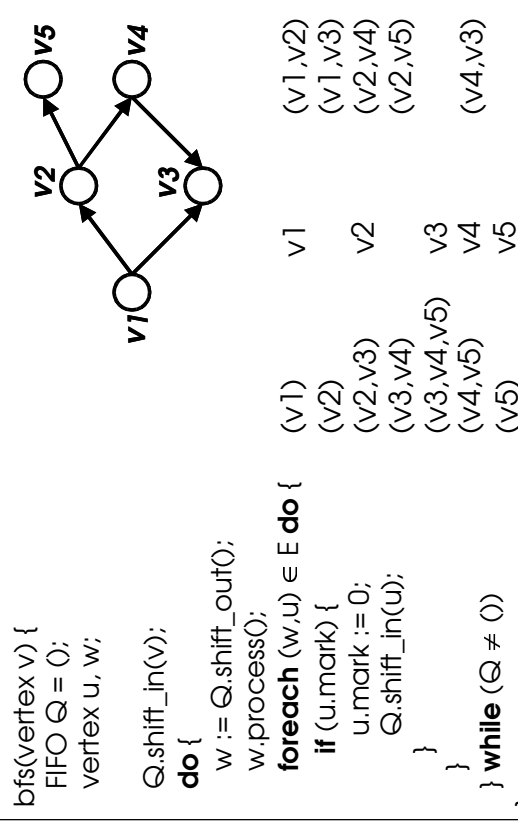 bfs(vertex v) {
FIFO Q = ();
vertex u, w;
Q.shift_in(v);
do {
w := Q.shift_out();
w.process();
foreach (w,u) ∈ E do {
if (u.mark) {
u.mark := 0;
Q.shift_in(u);
}
}
} while (Q ≠ ())
}
v1
v2
v3
v4
v5
(v1) v1 (v1,v2)
(v2) (v1,v3)
(v2,v3) v2 (v2,v4)
(v3,v4) (v2,v5)
(v3,v4,v5) v3
(v4,v5) v4 (v4,v3)
(v5) v5